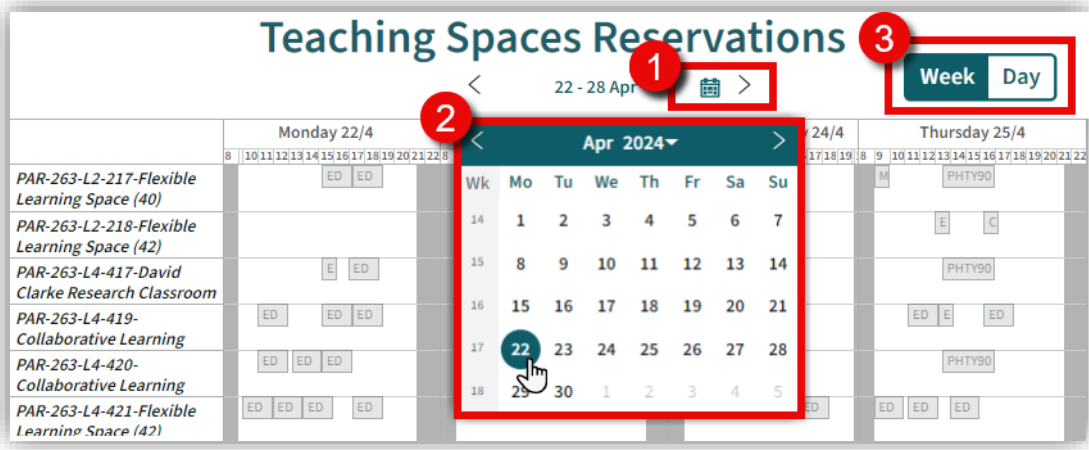 Teaching Spaces Reservations
3
1
Week Day
< 22 - 28 Apr >
2
Monday 22/4
24/4
Thursday 25/4
8 10 11 12 13 14 15 16 17 18 19 20 21 22 8
17 18 19
8 9 10 11 12 13 14 15 16 17 18 19 20 21 22
< Apr 2024 >
Wk Mo Tu We Th Fr Sa Su
14 1 2 3 4 5 6 7
15 8 9 10 11 12 13 14
16 15 16 17 18 19 20 21
17 22 23 24 25 26 27 28
18 29 30 1 2 3 4 5
PAR-263-L2-217-Flexible
Learning Space (40)
ED ED
M PHTY90
PAR-263-L2-218-Flexible
Learning Space (42)
E C
PAR-263-L4-417-David
Clarke Research Classroom
E ED
PHTY90
PAR-263-L4-419-
Collaborative Learning
ED ED ED
ED E ED
PAR-263-L4-420-
Collaborative Learning
ED ED ED
PHTY90
PAR-263-L4-421-Flexible
Learning Space (42)
ED ED ED ED
ED
ED ED ED